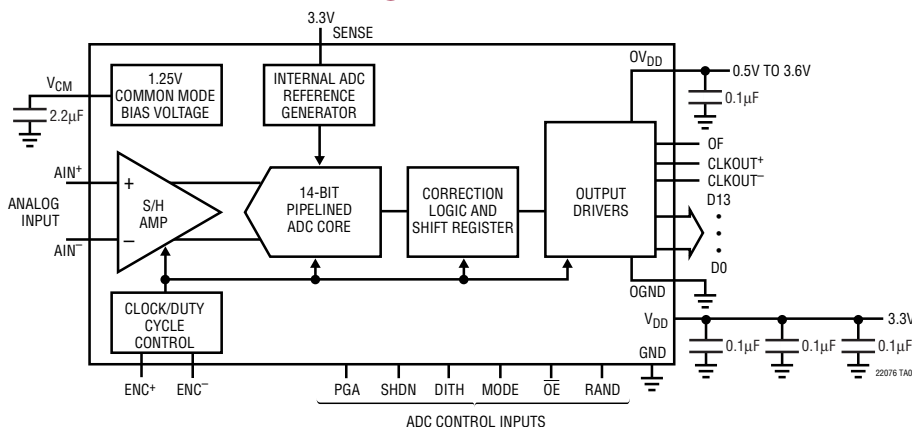 3.3V
SENSE
OVDD
0.5V TO 3.6V
0.1µF
VCM
2.2µF
1.25V
COMMON MODE
BIAS VOLTAGE
INTERNAL ADC
REFERENCE
GENERATOR
OF
CLKOUT+
CLKOUT–
D13
D0
AIN+
ANALOG
INPUT
AIN–
+
–
S/H
AMP
14-BIT
PIPELINED
ADC CORE
CORRECTION
LOGIC AND
SHIFT REGISTER
OUTPUT
DRIVERS
OGND
CLOCK/DUTY
CYCLE
CONTROL
VDD
3.3V
0.1µF
0.1µF
0.1µF
GND
22076 TA0
ENC+
ENC–
PGA
SHDN
DITH
MODE
OE
RAND
ADC CONTROL INPUTS